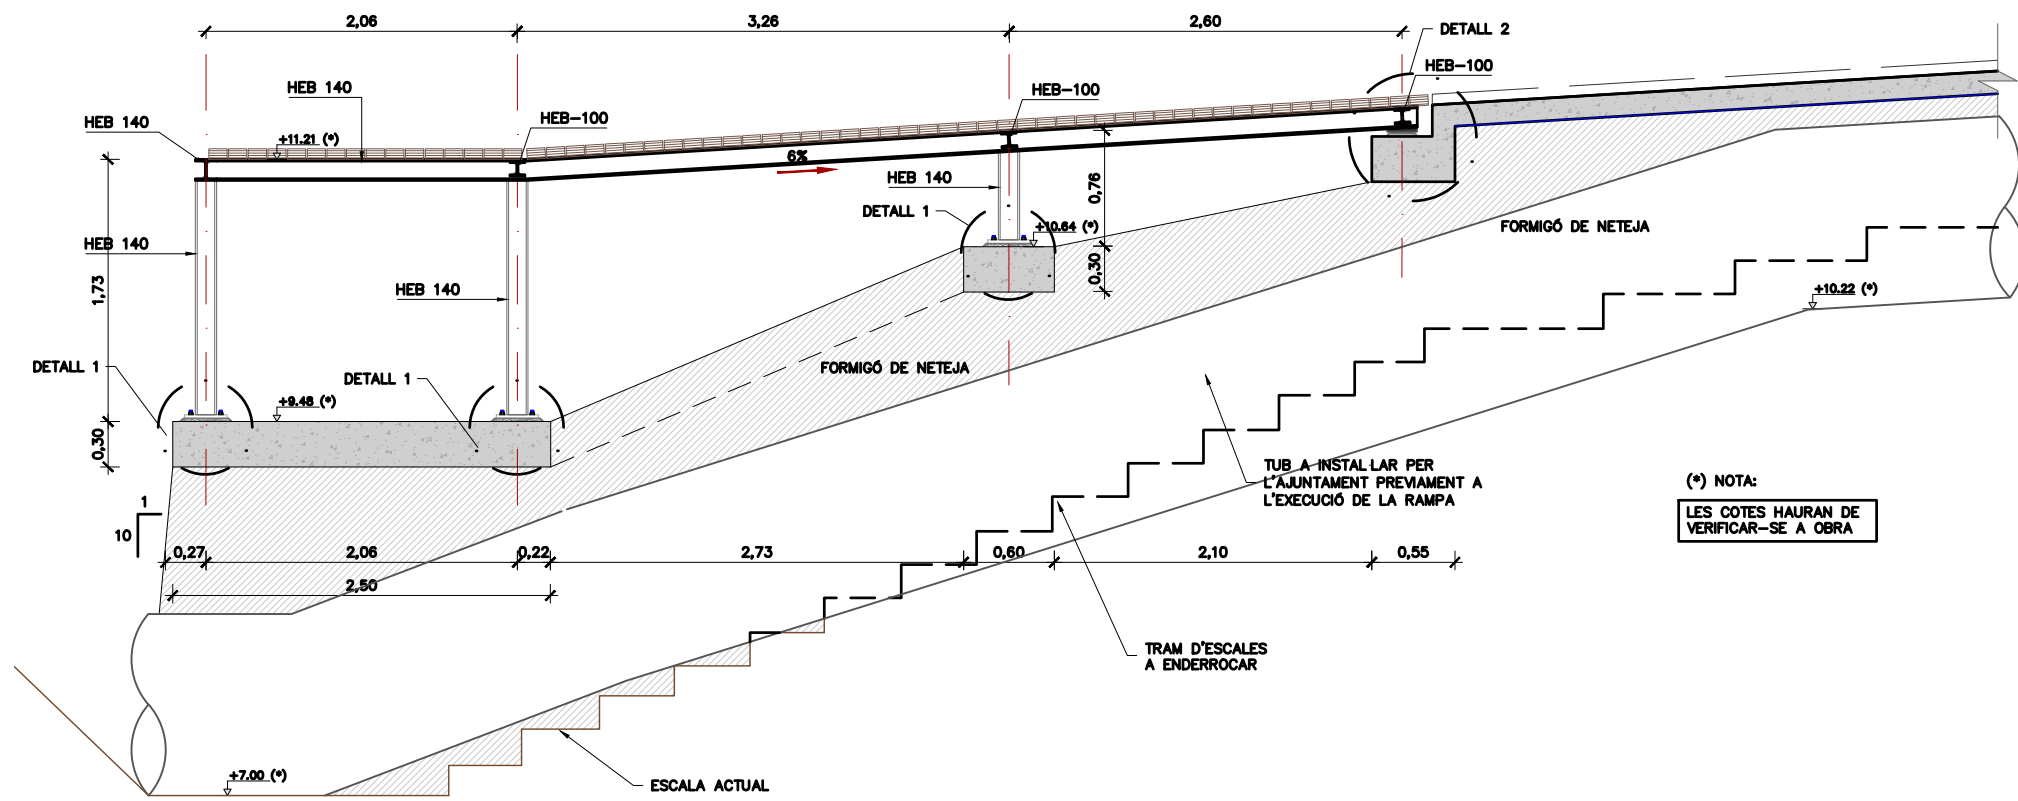 2,06
3,26
2,60
DETALL 2
HEB-100
HEB 140
HEB-100
HEB 140
HEB-100
+11.21 (*)
6%
HEB 140
0,76
DETALL 1
+10.64 (*)
FORMIGÓ DE NETEJA
HEB 140
0,30
1,73
HEB 140
+10.22 (*)
DETALL 1
FORMIGÓ DE NETEJA
DETALL 1
+9.48 (*)
0,30
TUB A INSTAL.LAR PER
L'AJUNTAMENT PREVIAMENT A
L'EXECUCIÓ DE LA RAMPA
(*) NOTA:
LES COTES HAURAN DE
VERIFICAR-SE A OBRA
1
10
0,27
2,06
0,22
2,73
0,60
2,10
0,55
2,50
TRAM D'ESCALES
A ENDERROCAR
+7.00 (*)
ESCALA ACTUAL